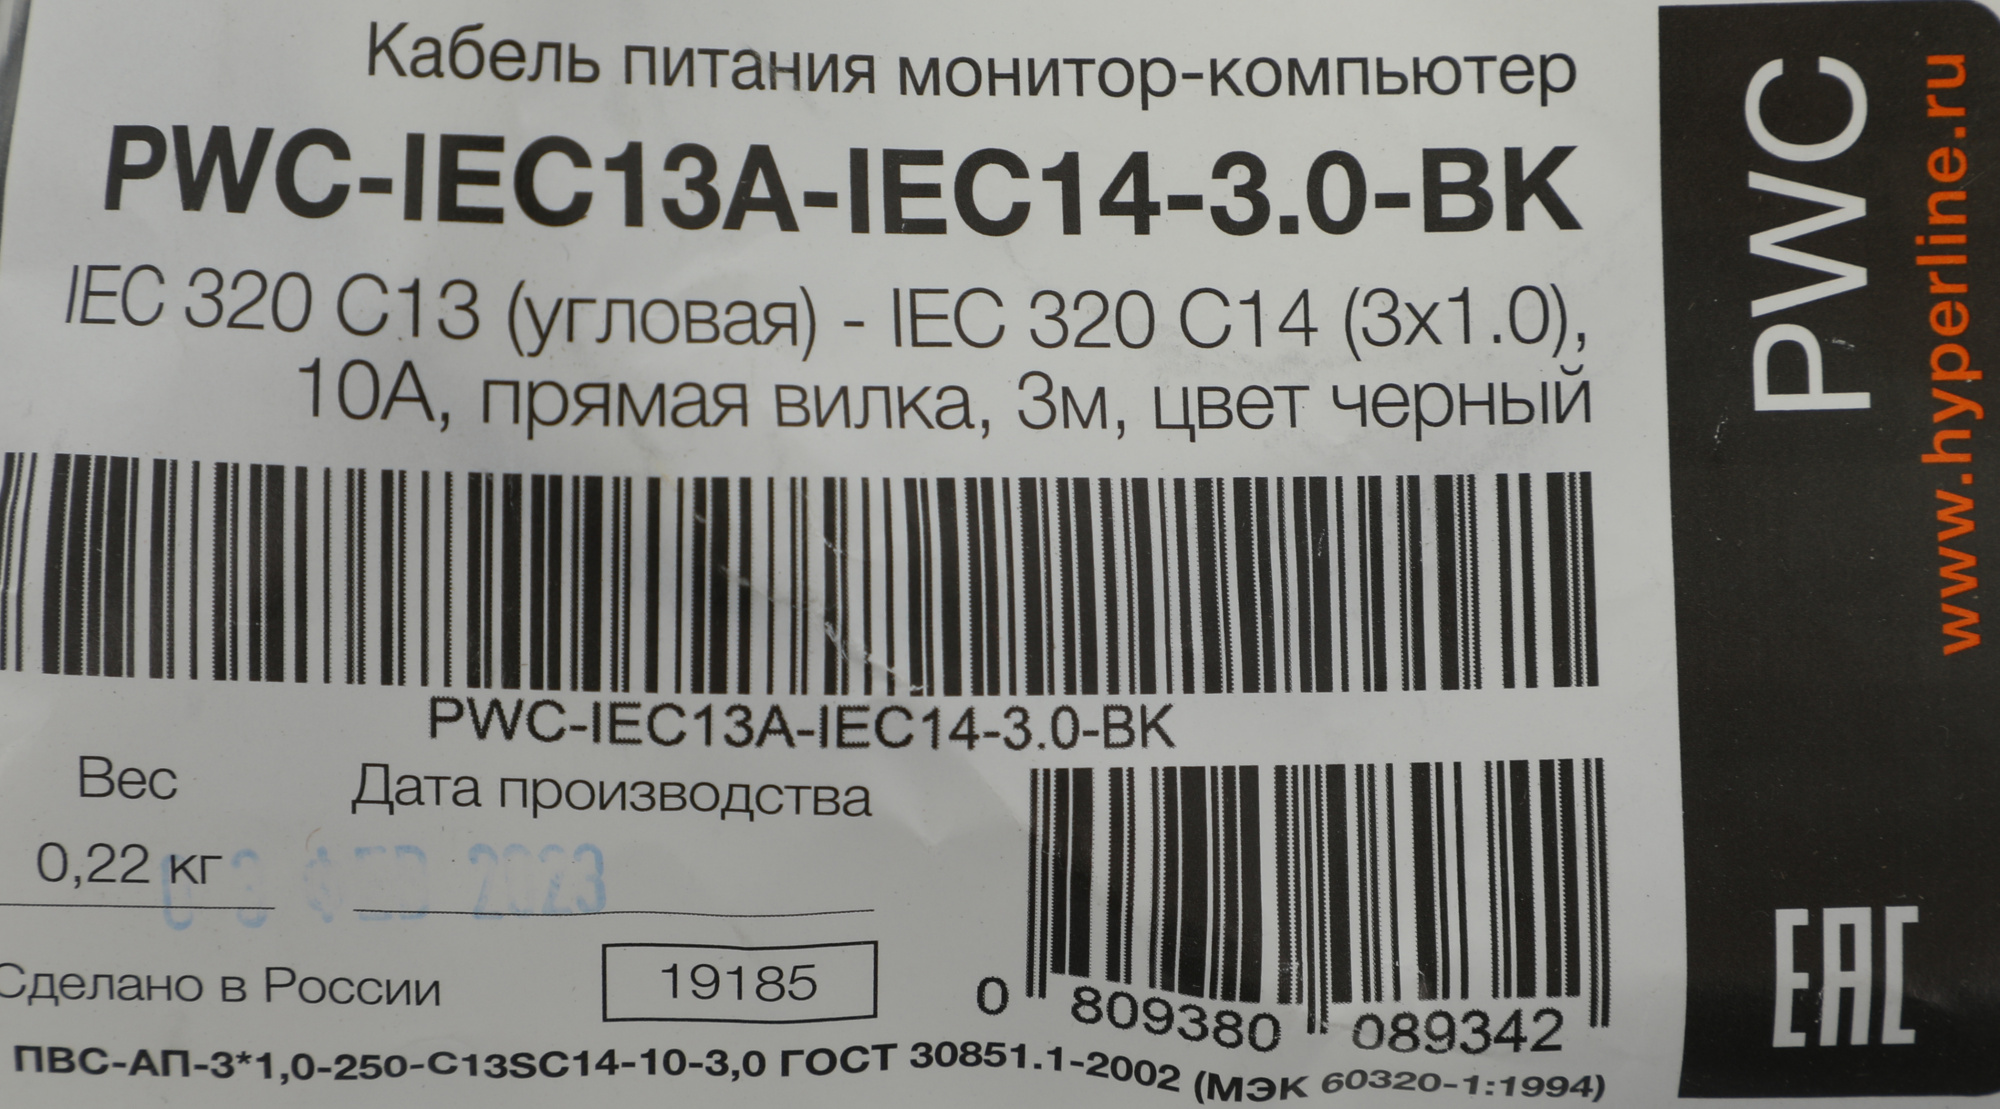 Кабель питания монитор-компьютер
PWC-IEC13A-IEC14-3.0-BK
IEC 320 C13 (угловая) - IEC 320 C14 (3x1.0),
10А, прямая вилка, 3м, цвет черный
PWC-IEC13A-IEC14-3.0-BK
Вес
Дата производства
0,22 кг
2023
Сделано в России
19185
0 809380 089342
ПВС-АП-3*1,0-250-С13SC14-10-3,0 ГОСТ 30851.1-2002 (МЭК 60320-1:1994)
PWC
www.hyperline.ru
EAC